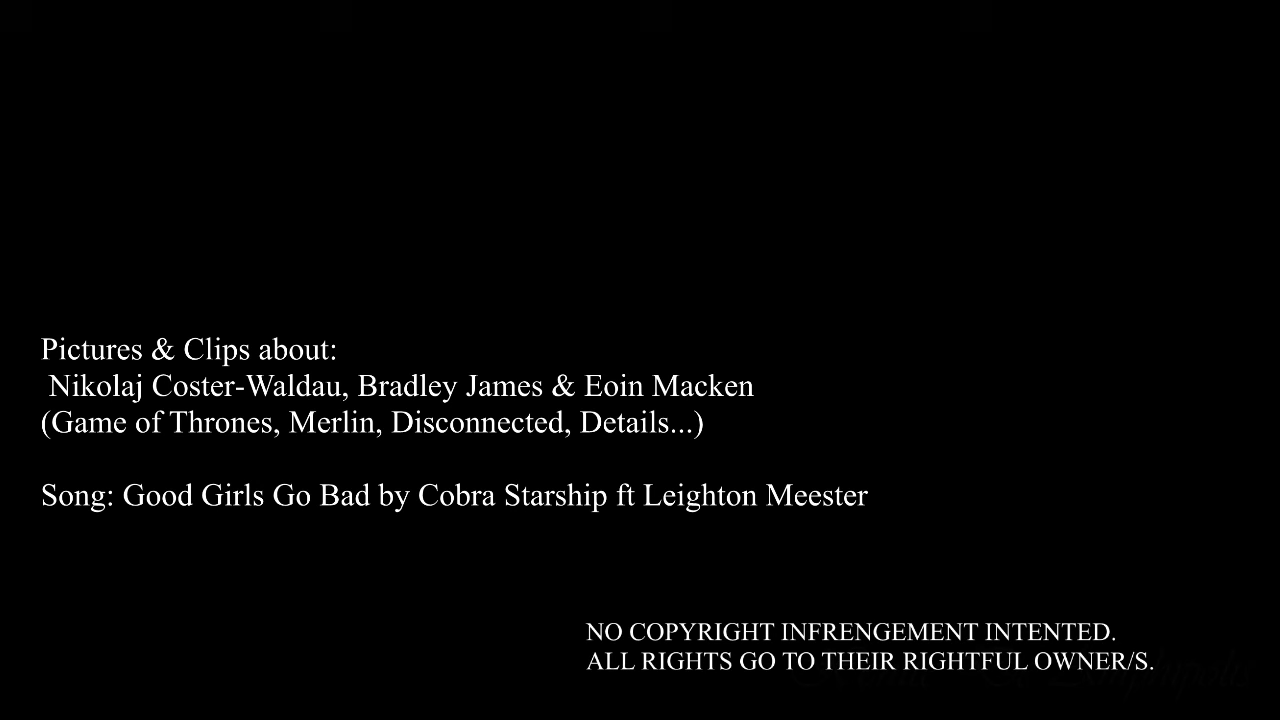 Pictures & Clips about:
Nikolaj Coster-Waldau, Bradley James & Eoin Macken
(Game of Thrones, Merlin, Disconnected, Details...)
Song: Good Girls Go Bad by Cobra Starship ft Leighton Meester
NO COPYRIGHT INFRENGEMENT INTENTED.
ALL RIGHTS GO TO THEIR RIGHTFUL OWNER/S.